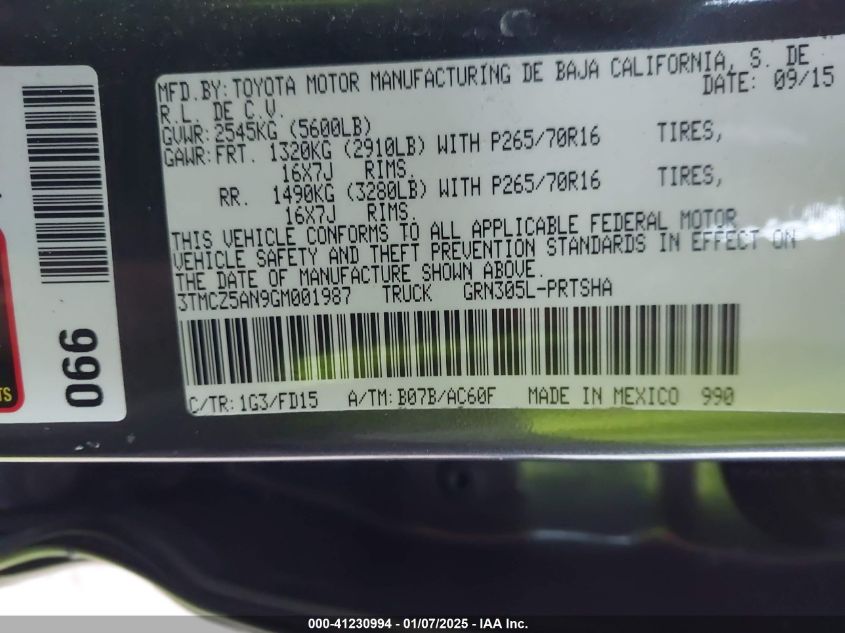 MFD.BY: TOYOTA MOTOR MANUFACTURING DE BAJA CALIFORNIA, S. DE
R.L. DE C.V. DATE: 09/15
GVWR: 2545KG (5600LB)
GAWR: FRT. 1320KG (2910LB) WITH P265/70R16 TIRES,
16X7J RIMS.
RR. 1490KG (3280LB) WITH P265/70R16 TIRES,
16X7J RIMS.
THIS VEHICLE CONFORMS TO ALL APPLICABLE FEDERAL MOTOR
VEHICLE SAFETY AND THEFT PREVENTION STANDARDS IN EFFECT ON
THE DATE OF MANUFACTURE SHOWN ABOVE.
3TMCZ5AN9GM001987 TRUCK GRN305L-PRTSHA
C/TR: 1G3/FD15 A/TM: B07B/AC60F MADE IN MEXICO 990
990
000-41230994 - 01/07/2025 - IAA Inc.